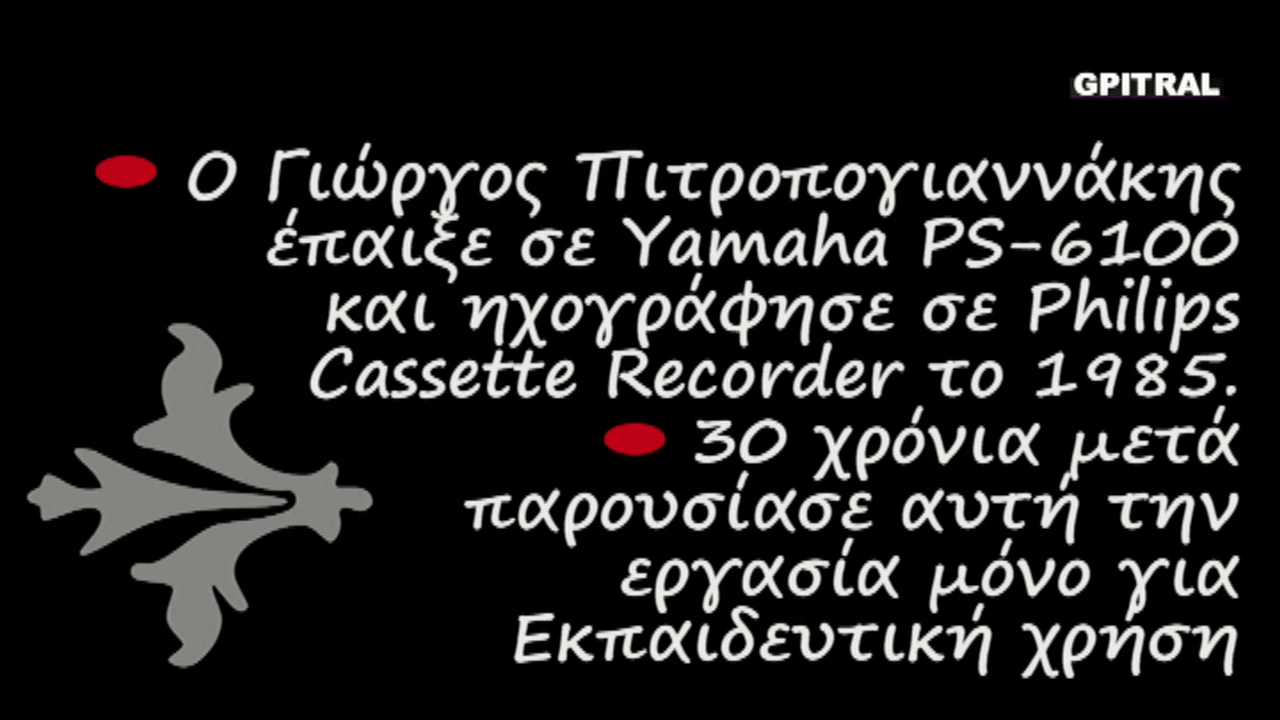 GPITRAL
Ο Γιώργος Πιτροπογιαννάκης
έπαιξε σε Yamaha PS-6100
και ηχογράφησε σε Philips
Cassette Recorder το 1985.
30 χρόνια μετά
παρουσίασε αυτή την
εργασία μόνο για
Εκπαιδευτική χρήση